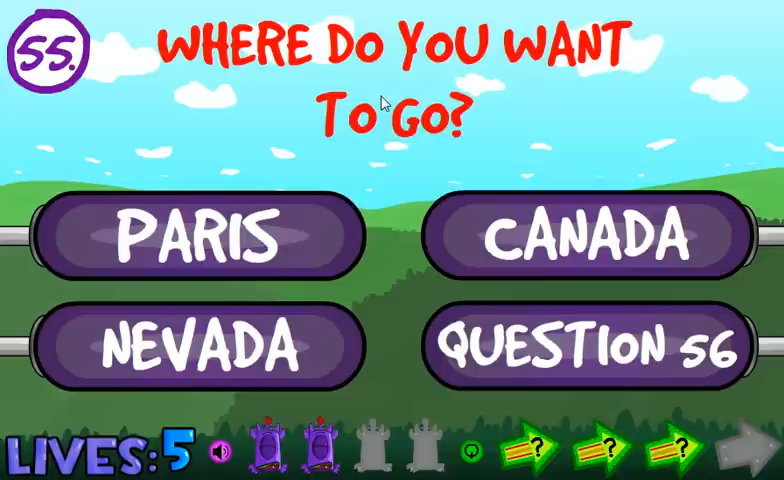 55.
WHERE DO YOU WANT
TO GO?
PARIS
CANADA
NEVADA
QUESTION 56
LIVES: 5
? ? ?